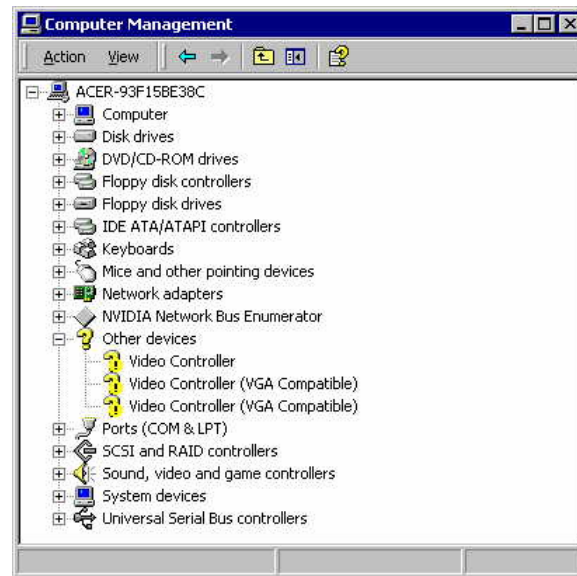 Computer Management
Action View
ACER-93F15BE38C
Computer
Disk drives
DVD/CD-ROM drives
Floppy disk controllers
Floppy disk drives
IDE ATA/ATAPI controllers
Keyboards
Mice and other pointing devices
Network adapters
NVIDIA Network Bus Enumerator
Other devices
Video Controller
Video Controller (VGA Compatible)
Video Controller (VGA Compatible)
Ports (COM & LPT)
SCSI and RAID controllers
Sound, video and game controllers
System devices
Universal Serial Bus controllers